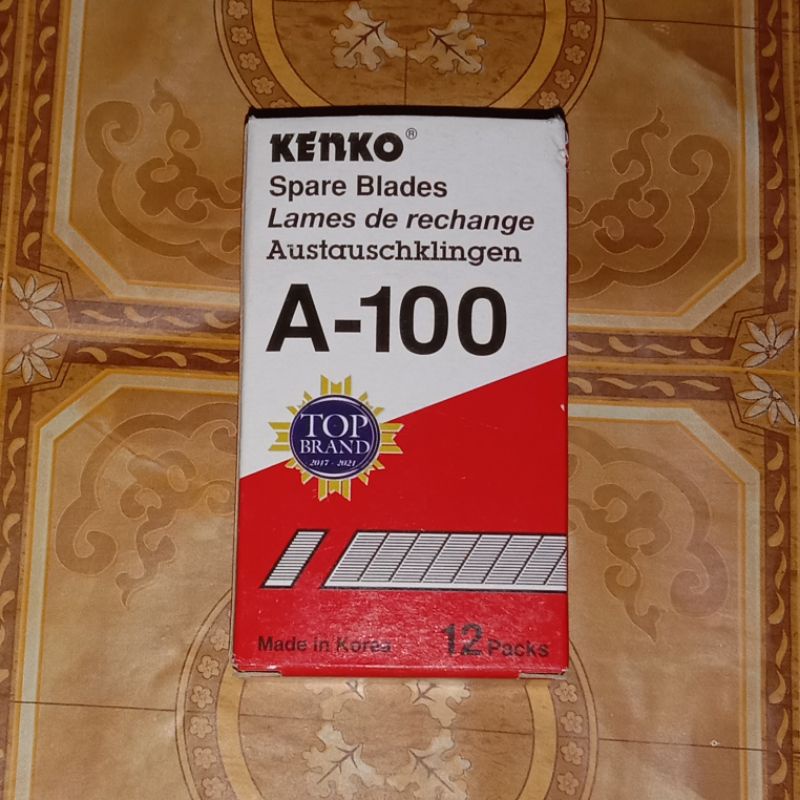 KENKO®
Spare Blades
Lames de rechange
Austauschklingen
A-100
TOP
BRAND
2017 - 2021
Made in Korea
12 Packs